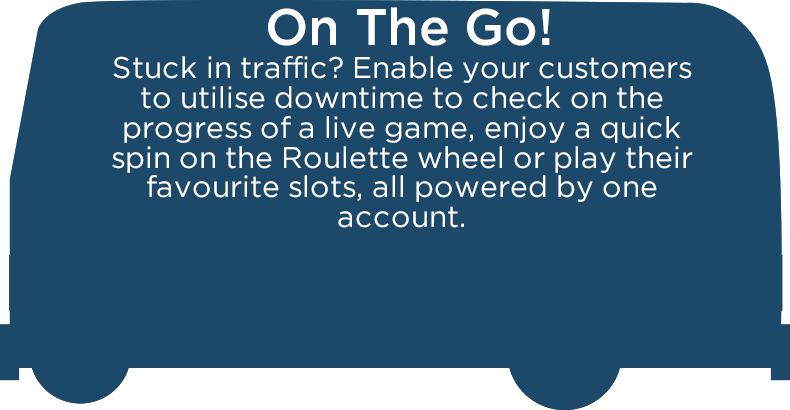 On The Go!
Stuck in traffic? Enable your customers
to utilise downtime to check on the
progress of a live game, enjoy a quick
spin on the Roulette wheel or play their
favourite slots, all powered by one
account.